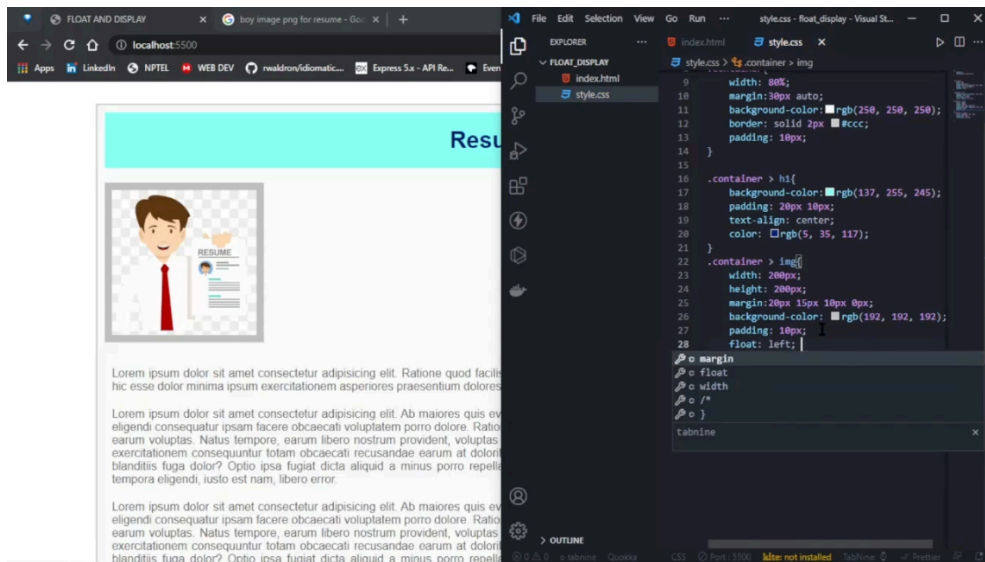 FLOAT AND DISPLAY
boy image png for resume - Goo
localhost:5500
Apps
LinkedIn
NPTEL
WEB DEV
rwaldron/idiomatic....
Express 5.x - API Re...
Even
Resu
RESUME
Lorem ipsum dolor sit amet consectetur adipisicing elit. Ratione quod facilis
hic esse dolor minima ipsum exercitationem asperiores praesentium dolores
Lorem ipsum dolor sit amet consectetur adipisicing elit. Ab maiores quis ev
eligendi consequatur ipsam facere obcaecati voluptatem porro dolore. Ratio
earum voluptas. Natus tempore, earum libero nostrum provident, voluptas
exercitationem consequuntur totam obcaecati recusandae earum at dolorit
blanditiis fuga dolor? Optio ipsa fugiat dicta aliquid a minus porro repella
tempora eligendi, iusto est nam, libero error.
Lorem ipsum dolor sit amet consectetur adipisicing elit. Ab maiores quis ev
eligendi consequatur ipsam facere obcaecati voluptatem porro dolore. Ratio
earum voluptas. Natus tempore, earum libero nostrum provident, voluptas
exercitationem consequuntur totam obcaecati recusandae earum at dolorit
blanditiis fuga dolor? Optio ipsa fugiat dicta aliquid a minus porro repella
File Edit Selection View Go Run ... style.css - float_display - Visual St...
EXPLORER
FLOAT_DISPLAY
index.html
style.css
OUTLINE
index.html
style.css
style.css > .container > img
9 width: 80%;
10 margin:30px auto;
11 background-color: rgb(250, 250, 250);
12 border: solid 2px #ccc;
13 padding: 10px;
14 }
15
16 .container > h1{
17 background-color: rgb(137, 255, 245);
18 padding: 20px 10px;
19 text-align: center;
20 color: rgb(5, 35, 117);
21 }
22 .container > img{
23 width: 200px;
24 height: 200px;
25 margin:20px 15px 10px 0px;
26 background-color: rgb(192, 192, 192);
27 padding: 10px;
28 float: left;
margin
float
width
/*
}
tabnine
0 0 tabnine Quokka CSS Port : 5500 kite: not installed TabNine Prettier